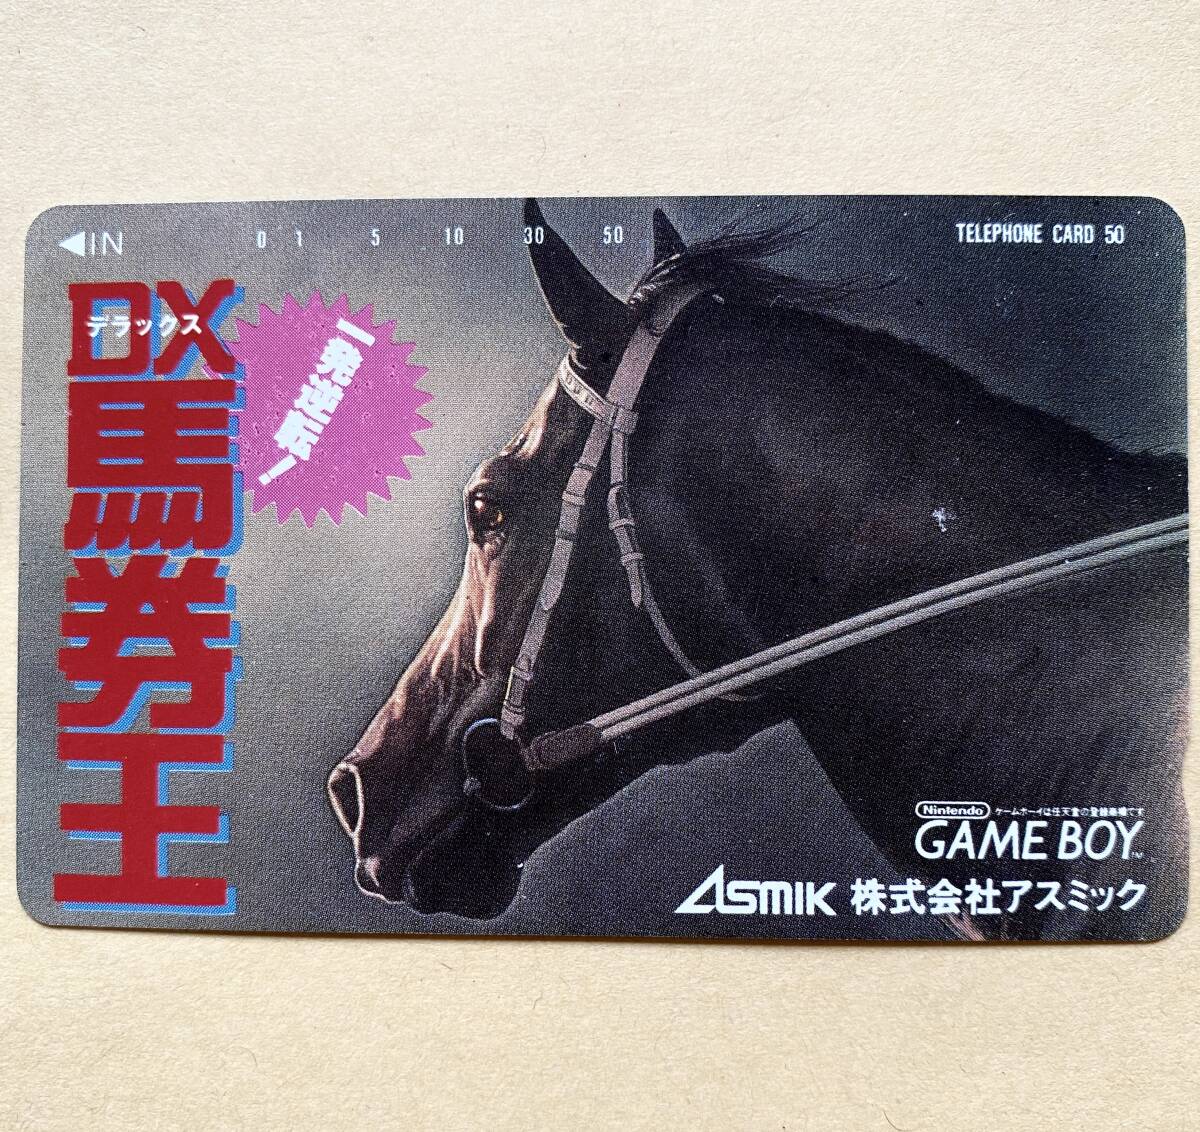 ◀IN
0 1 5 10 30 50
TELEPHONE CARD 50
DX
デラックス
馬券王
一発逆転!
Nintendo ゲームボーイは任天堂の登録商標です
GAME BOY™
ASMIK 株式会社アスミック